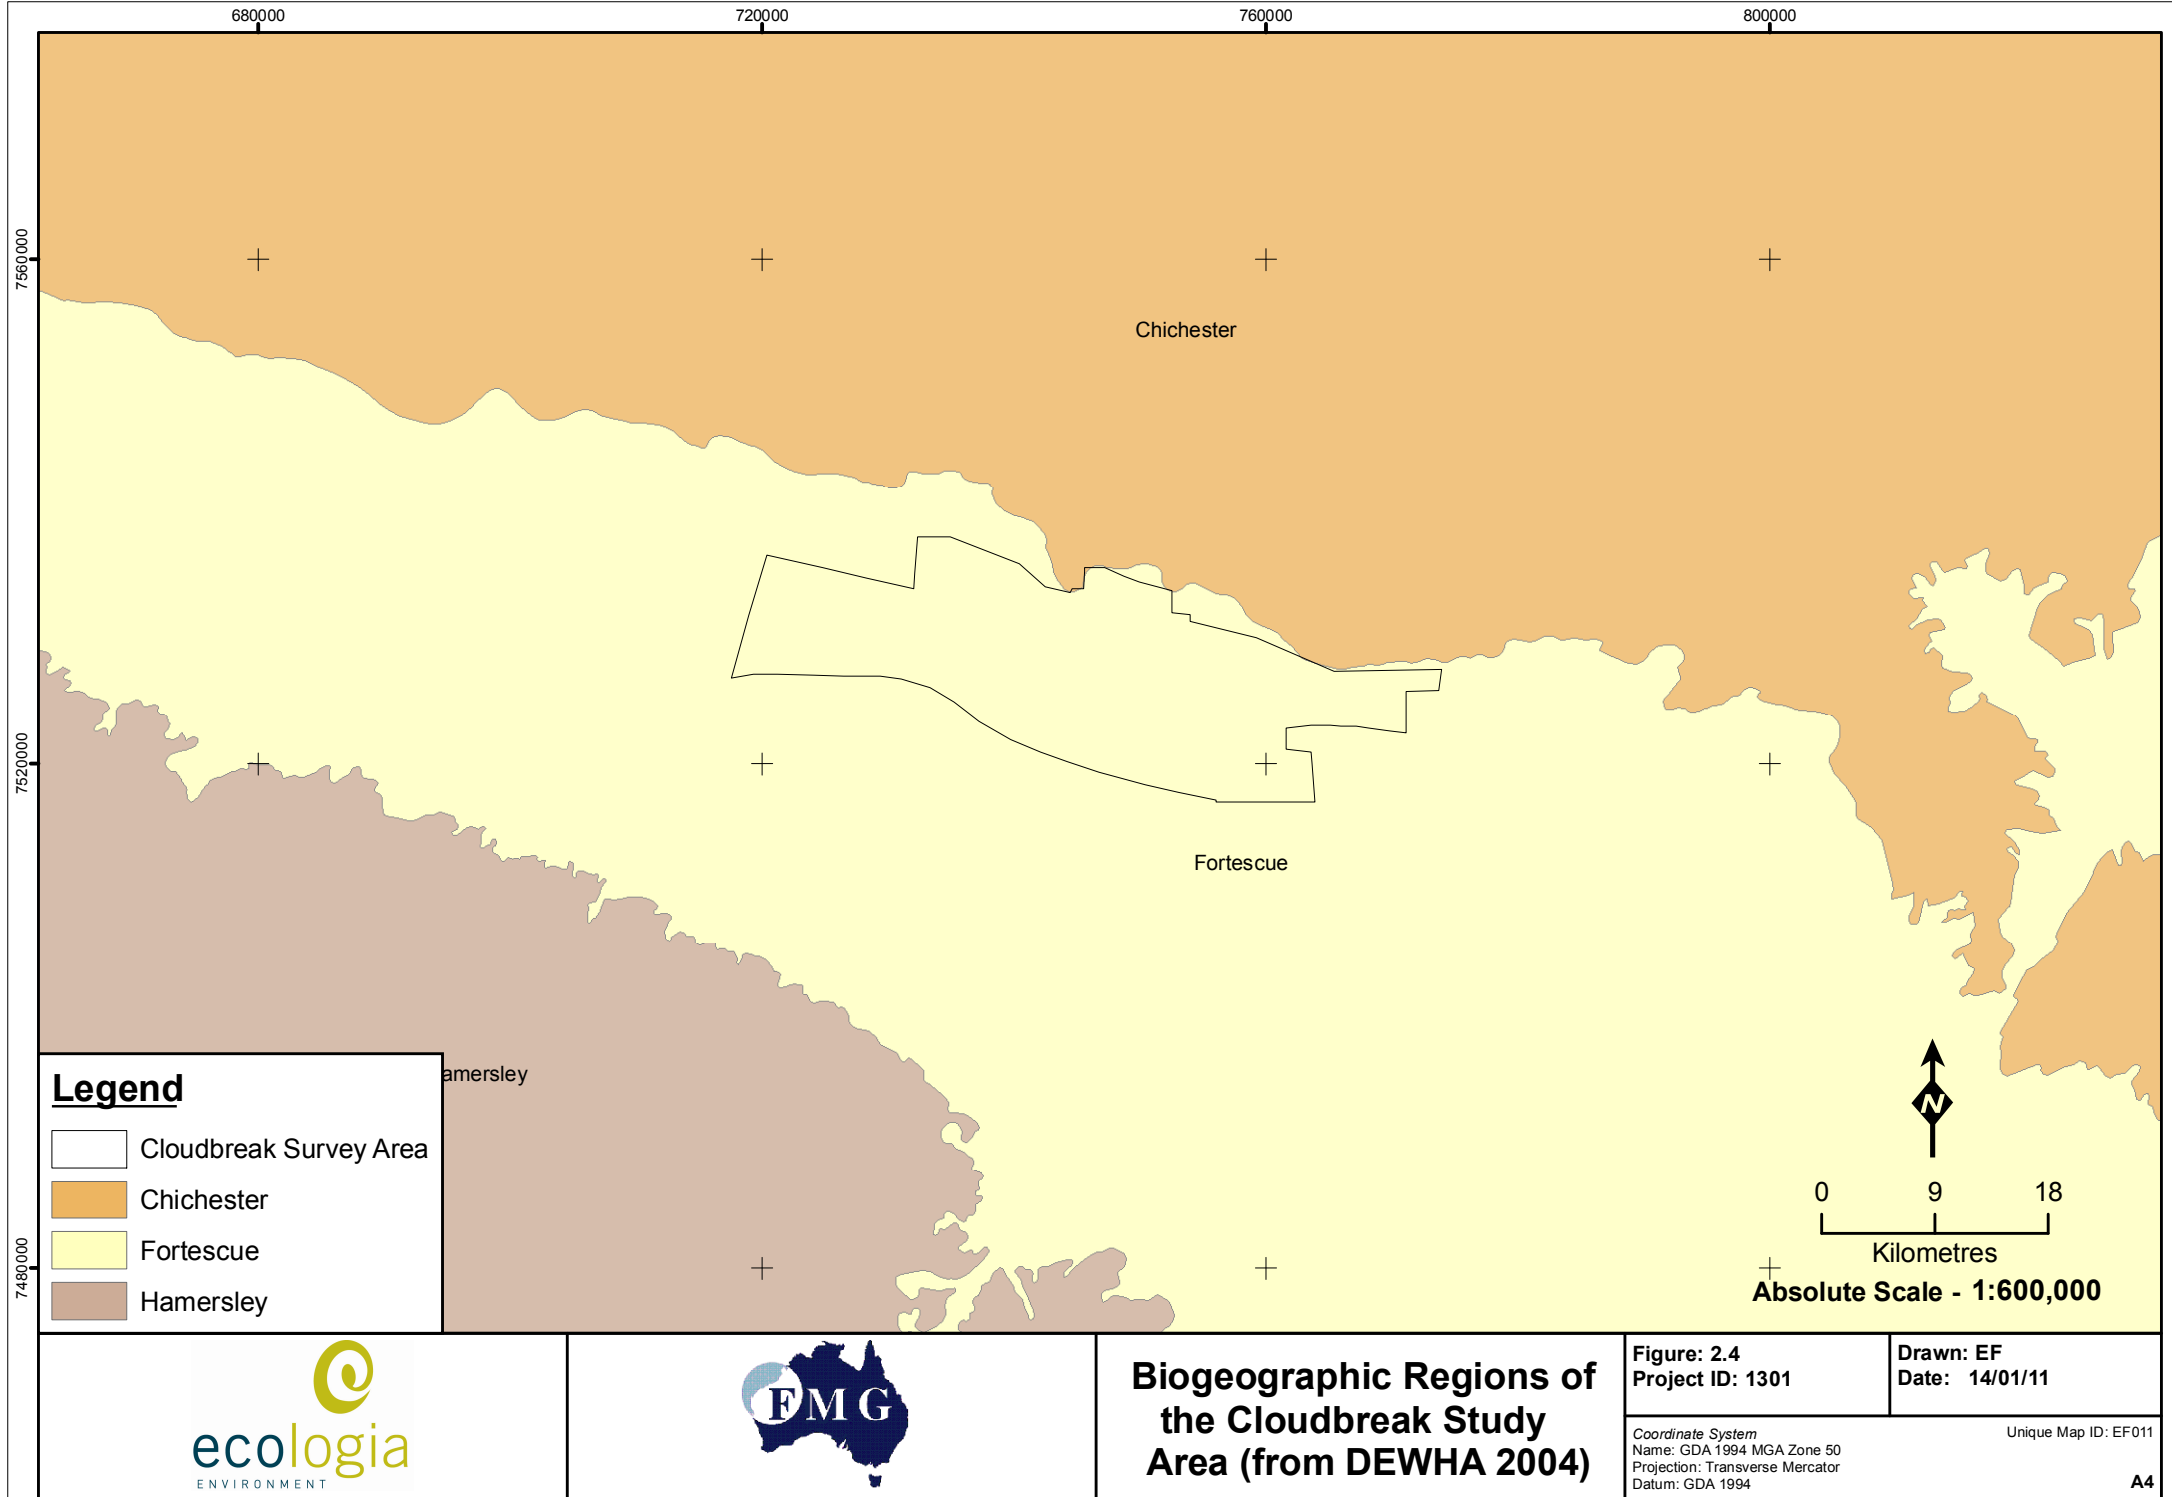 680000
720000
760000
800000
7560000
7520000
7480000
Chichester
Fortescue
amersley
Legend
Cloudbreak Survey Area
Chichester
Fortescue
Hamersley
N
0 9 18
Kilometres
Absolute Scale - 1:600,000
ecologia
ENVIRONMENT
FMG
Biogeographic Regions of
the Cloudbreak Study
Area (from DEWHA 2004)
Figure: 2.4
Project ID: 1301
Drawn: EF
Date: 14/01/11
Coordinate System
Name: GDA 1994 MGA Zone 50
Projection: Transverse Mercator
Datum: GDA 1994
Unique Map ID: EF011
A4